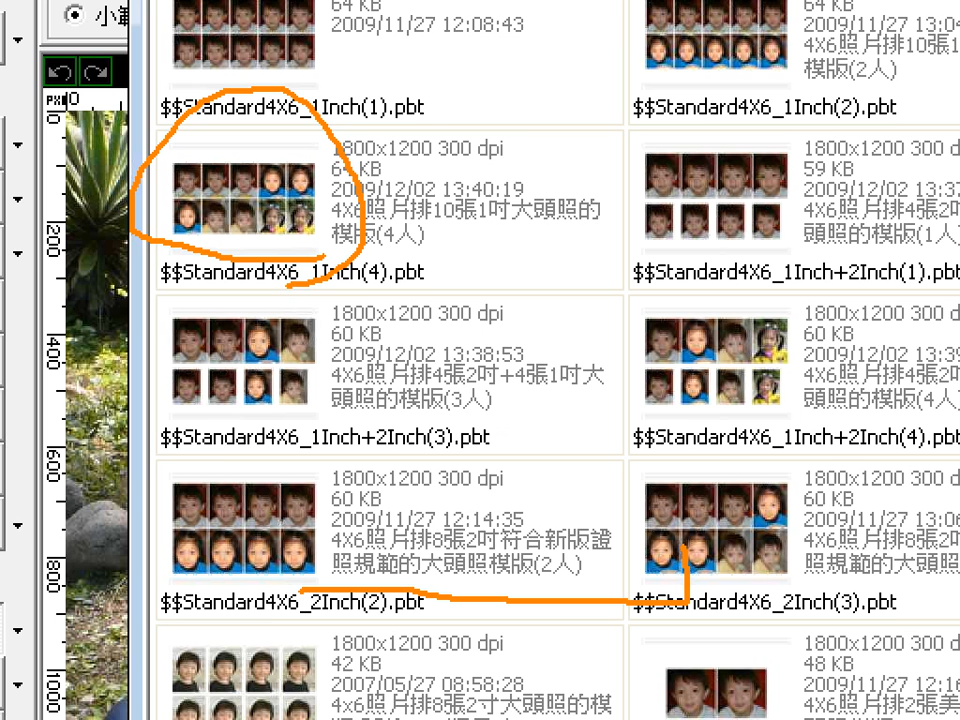 小
64 KB
2009/11/27 12:08:43
$$Standard4X6_1Inch(1).pbt
64 KB
2009/11/27 13:04
4X6照片排10張1
模版(2人)
$$Standard4X6_1Inch(2).pbt
1800x1200 300 dpi
64 KB
2009/12/02 13:40:19
4X6照片排10張1吋大頭照的
模版(4人)
$$Standard4X6_1Inch(4).pbt
1800x1200 300 d
59 KB
2009/12/02 13:37
4X6照片排4張2吋
頭照的模版(1人)
$$Standard4X6_1Inch+2Inch(1).pbt
1800x1200 300 dpi
60 KB
2009/12/02 13:38:53
4X6照片排4張2吋+4張1吋大
頭照的模版(3人)
$$Standard4X6_1Inch+2Inch(3).pbt
1800x1200 300 d
60 KB
2009/12/02 13:39
4X6照片排4張2吋
頭照的模版(4人)
$$Standard4X6_1Inch+2Inch(4).pbt
1800x1200 300 dpi
60 KB
2009/11/27 12:14:35
4X6照片排8張2吋符合新版證
照規範的大頭照模版(2人)
$$Standard4X6_2Inch(2).pbt
1800x1200 300 d
60 KB
2009/11/27 13:06
4X6照片排8張2吋
照規範的大頭照
$$Standard4X6_2Inch(3).pbt
1800x1200 300 dpi
42 KB
2007/05/27 08:58:28
4x6照片排8張2寸大頭照的模
1800x1200 300 d
48 KB
2009/11/27 12:16
4X6照片排2張美
PX
0
0
200
400
600
800
1000